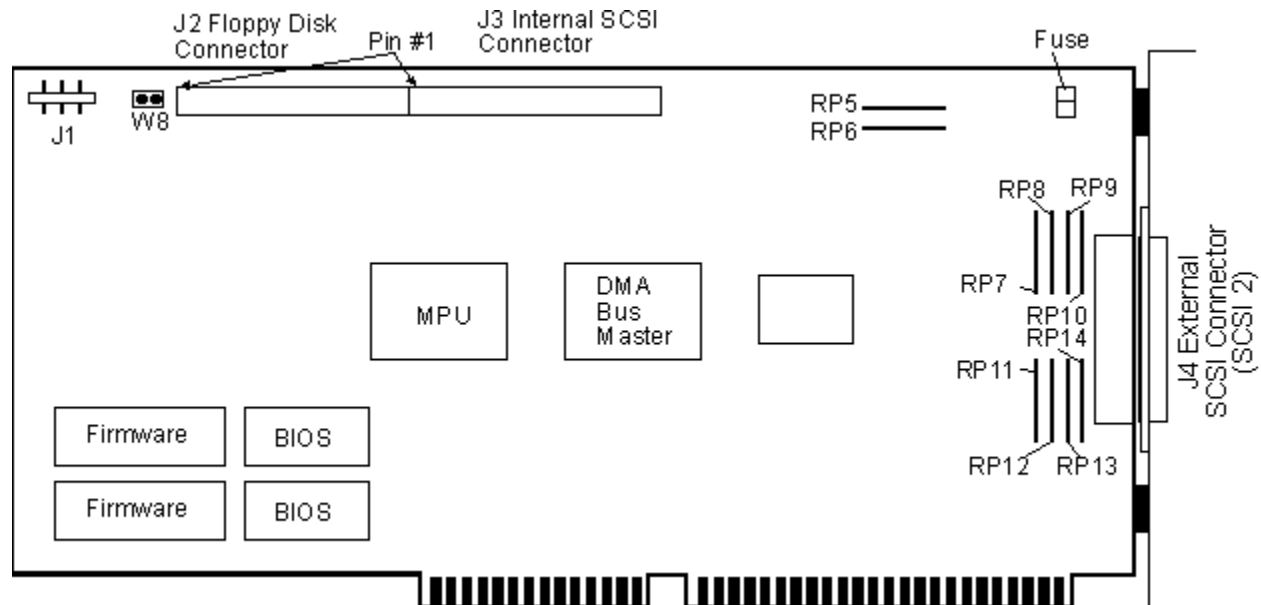 J2 Floppy Disk
Connector
Pin #1
J3 Internal SCSI
Connector
Fuse
J1
W8
RP5
RP6
RP8
RP9
RP7
RP10
RP14
RP11
RP12
RP13
MPU
DMA
Bus
Master
J4 External
SCSI Connector
(SCSI 2)
Firmware
BIOS
Firmware
BIOS